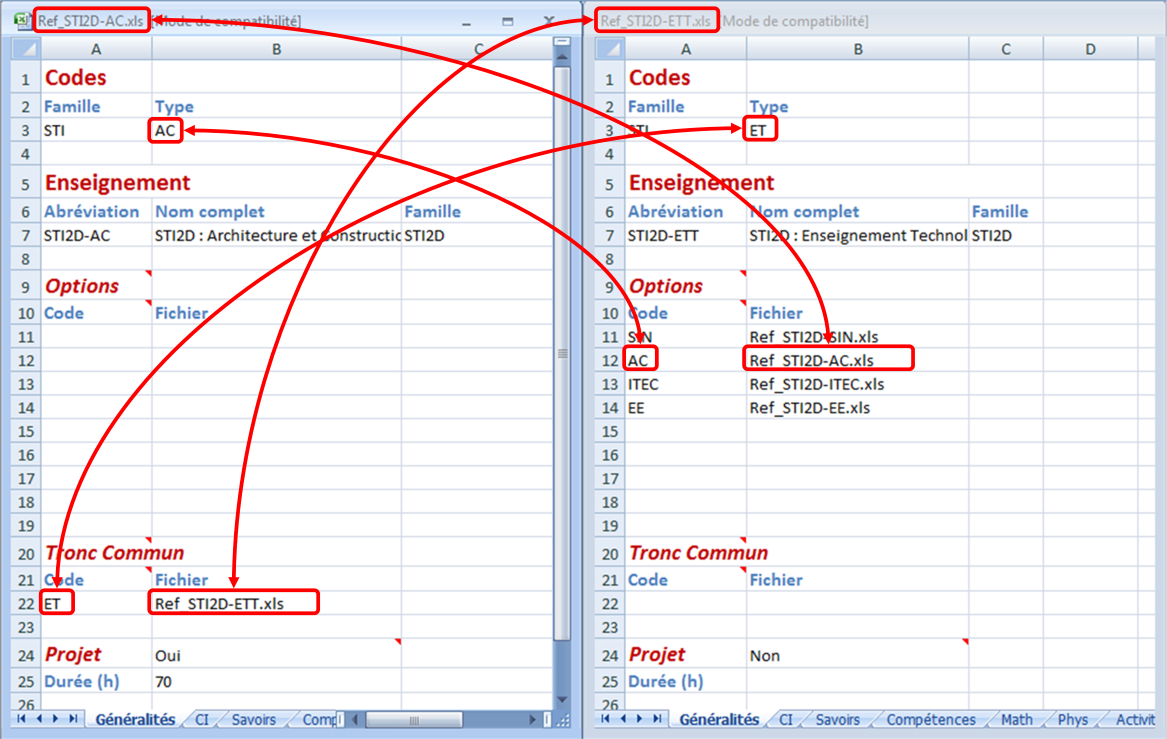 Ref_STI2D-AC.xls [Mode de compatibilité]
A B C
1 Codes
2 Famille Type
3 STI AC
4
5 Enseignement
6 Abréviation Nom complet Famille
7 STI2D-AC STI2D : Architecture et Constructic STI2D
8
9 Options
10 Code Fichier
11
12
13
14
15
16
17
18
19
20 Tronc Commun
21 Code Fichier
22 ET Ref_STI2D-ETT.xls
23
24 Projet Oui
25 Durée (h) 70
26
Généralités CI Savoirs Comp
Ref_STI2D-ETT.xls [Mode de compatibilité]
A B C D
1 Codes
2 Famille Type
3 STI ET
4
5 Enseignement
6 Abréviation Nom complet Famille
7 STI2D-ETT STI2D : Enseignement Technol STI2D
8
9 Options
10 Code Fichier
11 SIN Ref_STI2D-SIN.xls
12 AC Ref_STI2D-AC.xls
13 ITEC Ref_STI2D-ITEC.xls
14 EE Ref_STI2D-EE.xls
15
16
17
18
19
20 Tronc Commun
21 Code Fichier
22
23
24 Projet Non
25 Durée (h)
26
Généralités CI Savoirs Compétences Math Phys Activit